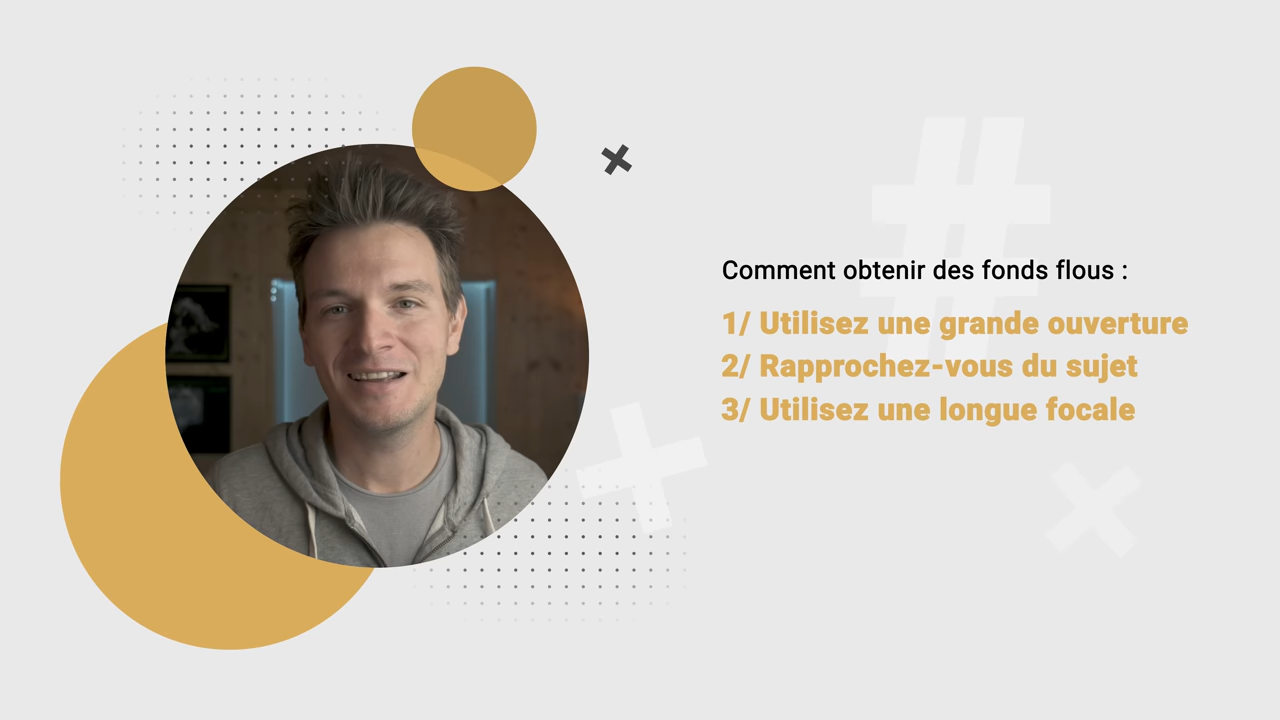 Comment obtenir des fonds flous :
1/ Utilisez une grande ouverture
2/ Rapprochez-vous du sujet
3/ Utilisez une longue focale